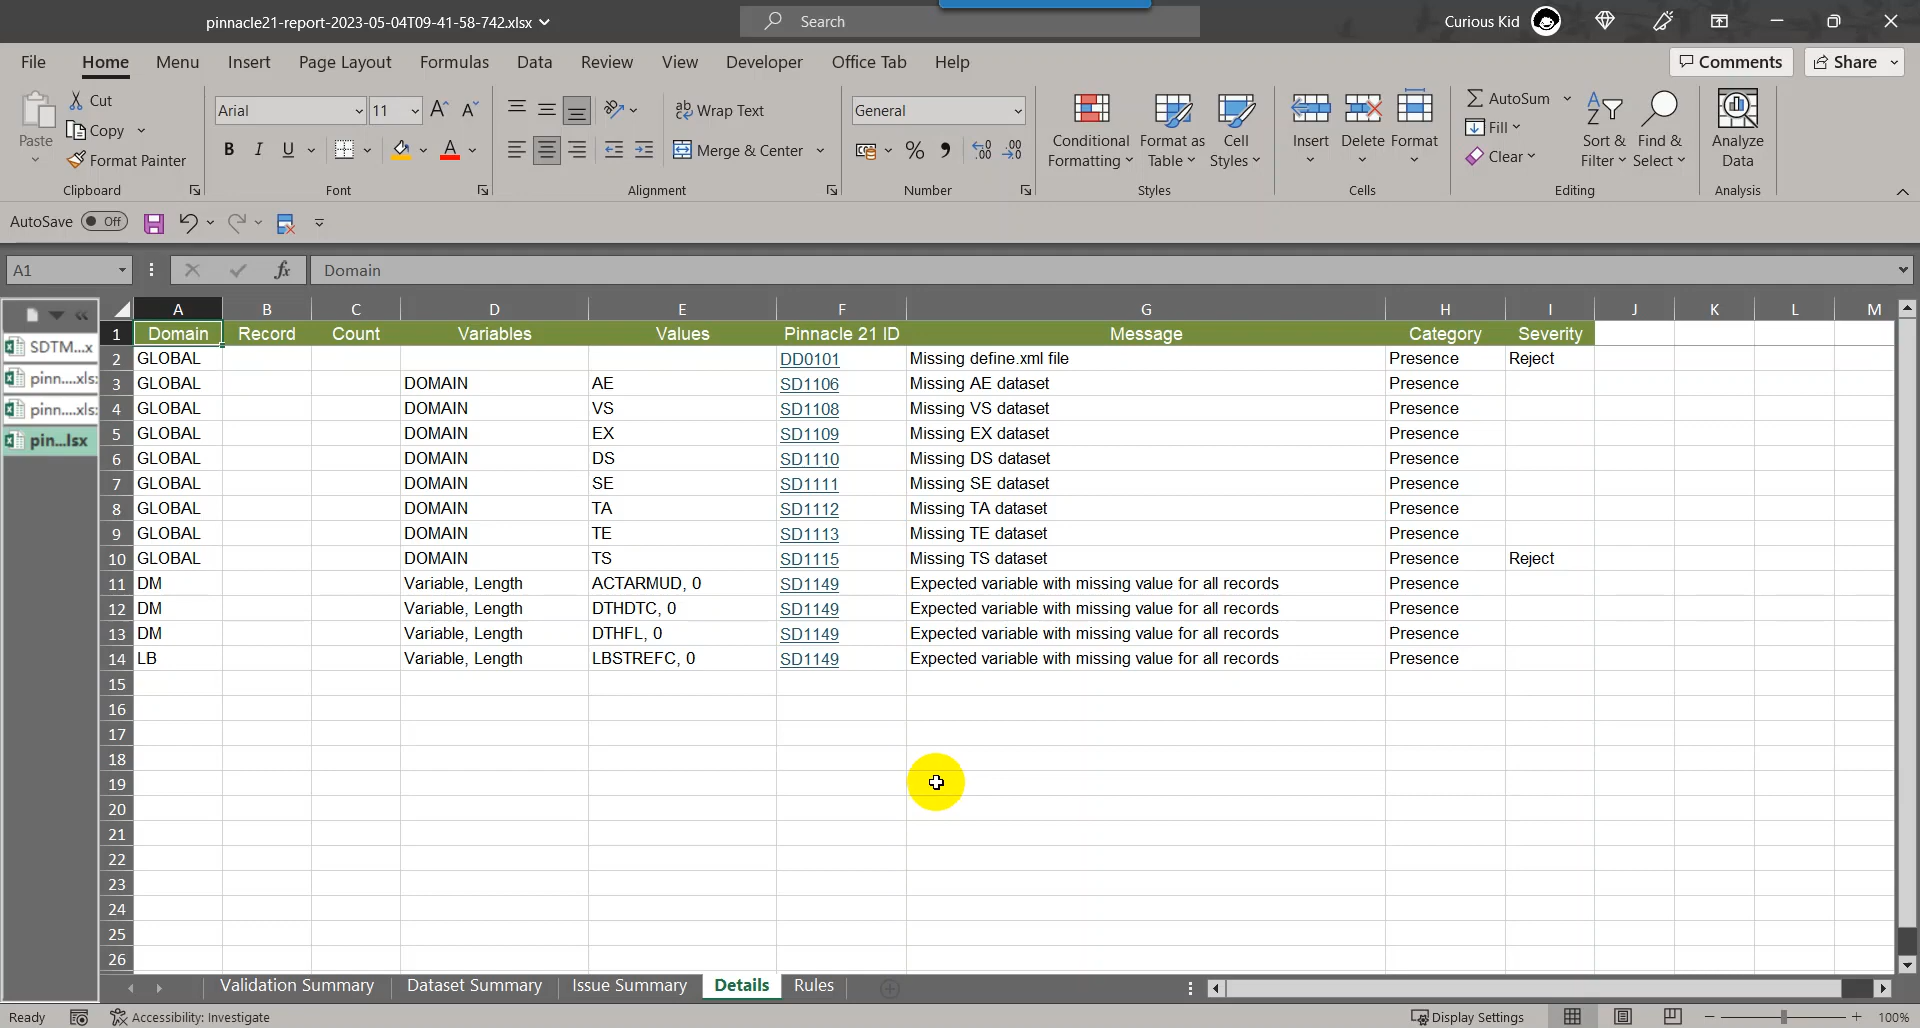 pinnacle21-report-2023-05-04T09-41-58-742.xlsx
Search
Curious Kid
File Home Menu Insert Page Layout Formulas Data Review View Developer Office Tab Help
Comments Share
Paste Cut Copy Format Painter
Arial 11
B I U
Wrap Text
Merge & Center
General
Conditional Formatting
Format as Table
Cell Styles
Insert Delete Format
AutoSum
Fill
Clear
Sort & Filter
Find & Select
Analyze Data
Clipboard Font Alignment Number Styles Cells Editing Analysis
AutoSave Off
A1 fx Domain
A B C D E F G H I J K L M
SDTM...x
pinn....xls
pinn....xls
pin...lsx
1 Domain Record Count Variables Values Pinnacle 21 ID Message Category Severity
2 GLOBAL DD0101 Missing define.xml file Presence Reject
3 GLOBAL DOMAIN AE SD1106 Missing AE dataset Presence
4 GLOBAL DOMAIN VS SD1108 Missing VS dataset Presence
5 GLOBAL DOMAIN EX SD1109 Missing EX dataset Presence
6 GLOBAL DOMAIN DS SD1110 Missing DS dataset Presence
7 GLOBAL DOMAIN SE SD1111 Missing SE dataset Presence
8 GLOBAL DOMAIN TA SD1112 Missing TA dataset Presence
9 GLOBAL DOMAIN TE SD1113 Missing TE dataset Presence
10 GLOBAL DOMAIN TS SD1115 Missing TS dataset Presence Reject
11 DM Variable, Length ACTARMUD, 0 SD1149 Expected variable with missing value for all records Presence
12 DM Variable, Length DTHDTC, 0 SD1149 Expected variable with missing value for all records Presence
13 DM Variable, Length DTHFL, 0 SD1149 Expected variable with missing value for all records Presence
14 LB Variable, Length LBSTREFC, 0 SD1149 Expected variable with missing value for all records Presence
15
16
17
18
19
20
21
22
23
24
25
26
Validation Summary Dataset Summary Issue Summary Details Rules
Ready Accessibility: Investigate Display Settings 100%